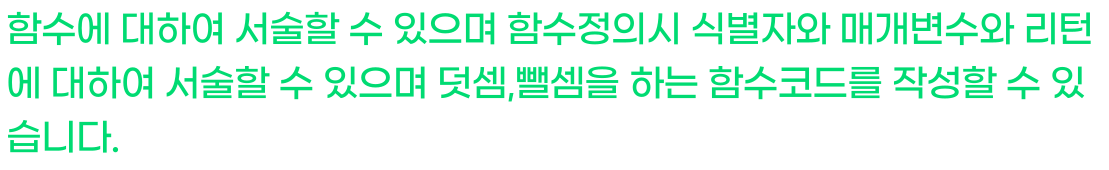 함수에 대하여 서술할 수 있으며 함수정의시 식별자와 매개변수와 리턴
에 대하여 서술할 수 있으며 덧셈,뺄셈을 하는 함수코드를 작성할 수 있
습니다.